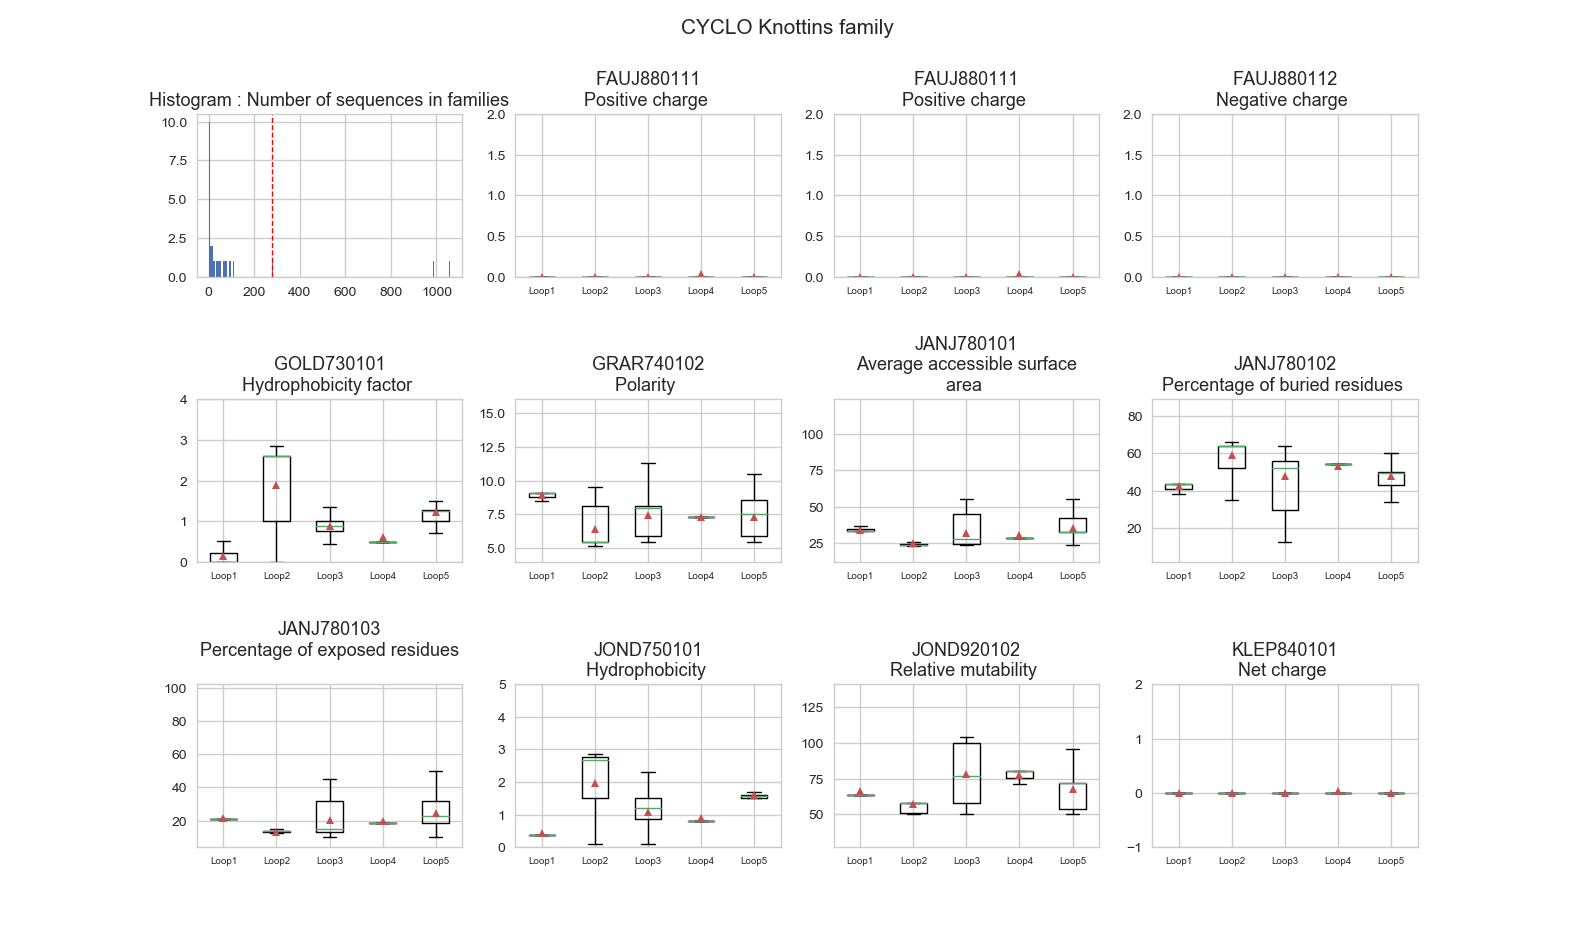 CYCLO Knottins family
Histogram : Number of sequences in families
10.0
7.5
5.0
2.5
0.0
0 200 400 600 800 1000
FAUJ880111
Positive charge
2.0
1.5
1.0
0.5
0.0
Loop1 Loop2 Loop3 Loop4 Loop5
FAUJ880111
Positive charge
2.0
1.5
1.0
0.5
0.0
Loop1 Loop2 Loop3 Loop4 Loop5
FAUJ880112
Negative charge
2.0
1.5
1.0
0.5
0.0
Loop1 Loop2 Loop3 Loop4 Loop5
GOLD730101
Hydrophobicity factor
4
3
2
1
0
Loop1 Loop2 Loop3 Loop4 Loop5
GRAR740102
Polarity
15.0
12.5
10.0
7.5
5.0
Loop1 Loop2 Loop3 Loop4 Loop5
JANJ780101
Average accessible surface
area
100
75
50
25
Loop1 Loop2 Loop3 Loop4 Loop5
JANJ780102
Percentage of buried residues
80
60
40
20
Loop1 Loop2 Loop3 Loop4 Loop5
JANJ780103
Percentage of exposed residues
100
80
60
40
20
Loop1 Loop2 Loop3 Loop4 Loop5
JOND750101
Hydrophobicity
5
4
3
2
1
0
Loop1 Loop2 Loop3 Loop4 Loop5
JOND920102
Relative mutability
125
100
75
50
Loop1 Loop2 Loop3 Loop4 Loop5
KLEP840101
Net charge
2
1
0
−1
Loop1 Loop2 Loop3 Loop4 Loop5